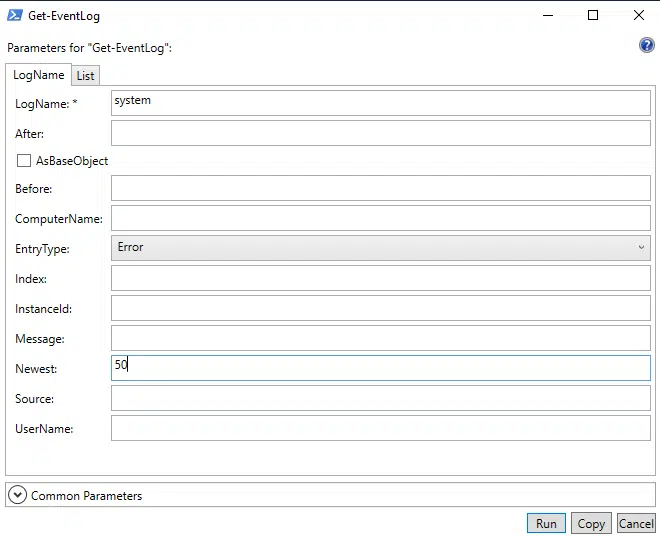 Get-EventLog
Parameters for "Get-EventLog":
LogName List
LogName: * system
After:
AsBaseObject
Before:
ComputerName:
EntryType: Error
Index:
InstanceId:
Message:
Newest: 50
Source:
UserName:
Common Parameters
Run Copy Cancel